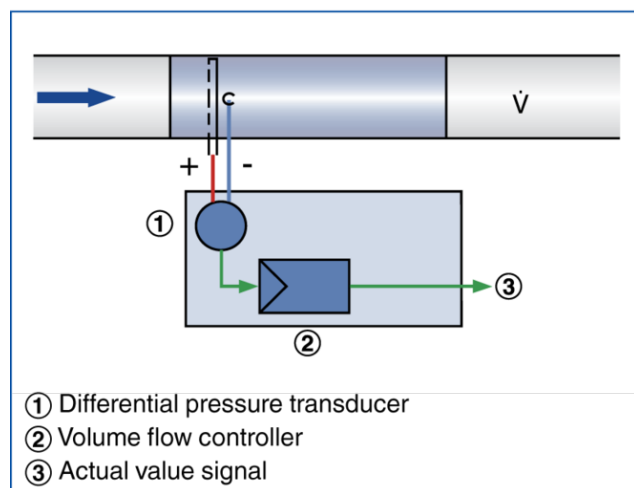 V̇
+ -
①
③
②
① Differential pressure transducer
② Volume flow controller
③ Actual value signal